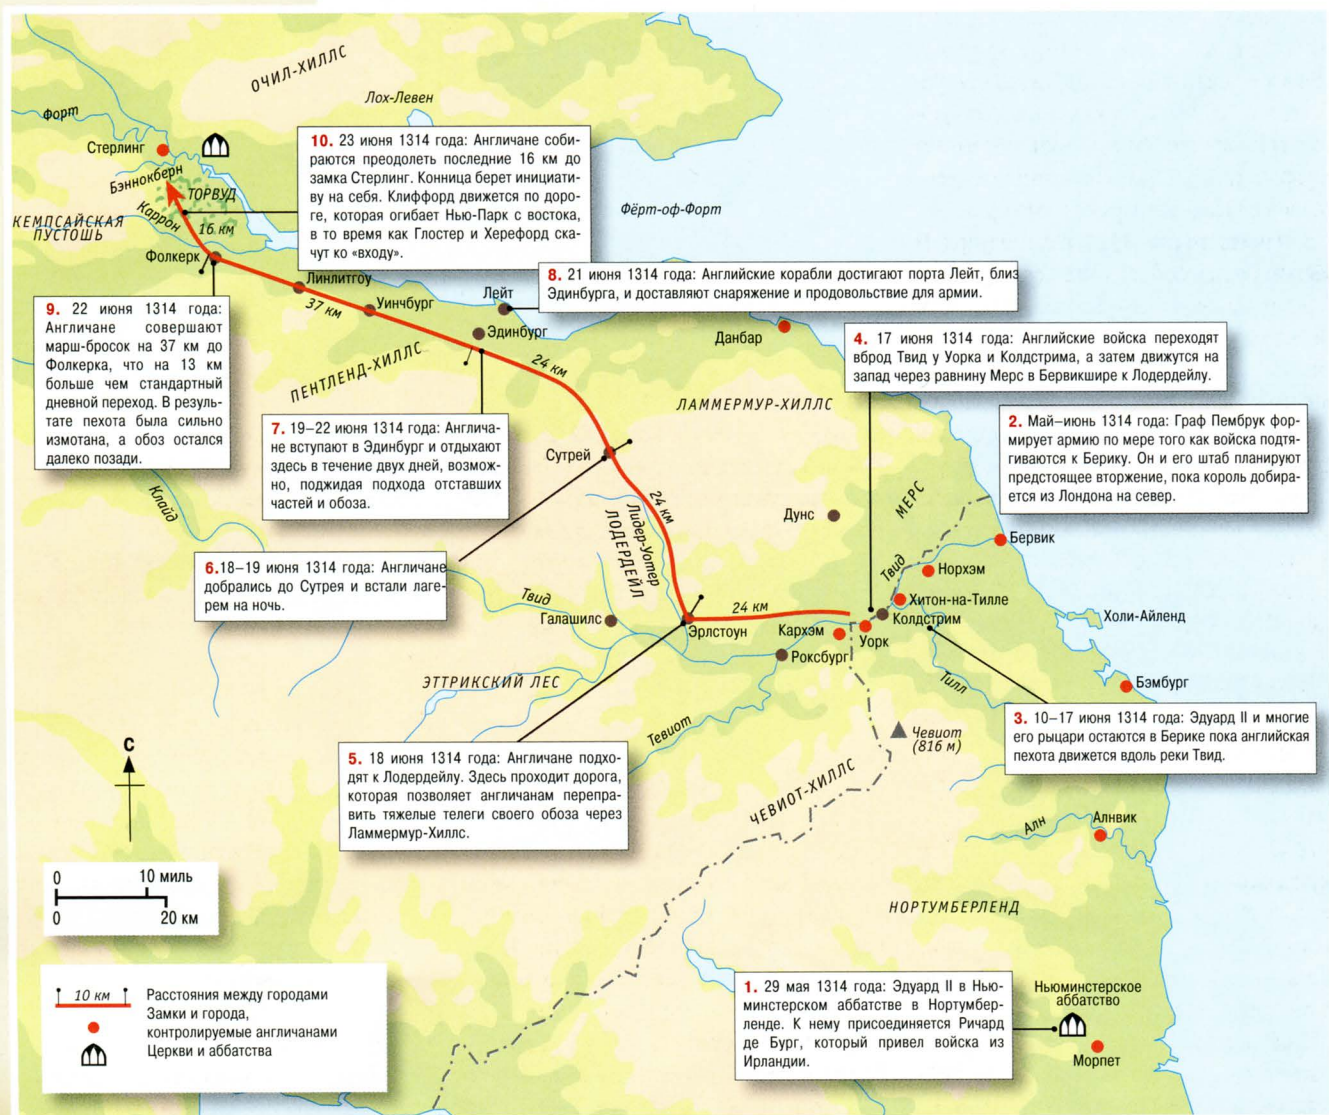 ОЧИЛ-ХИЛЛС
Лох-Левен
Форт
Стерлинг
Бэннокберн
ТОРВУД
КЕМПСАЙСКАЯ
ПУСТОШЬ
Каррон
16 км
Фолкерк
Фёрт-оф-Форт
10. 23 июня 1314 года: Англичане соби-
раются преодолеть последние 16 км до
замка Стерлинг. Конница берет инициати-
ву на себя. Клиффорд движется по доро-
ге, которая огибает Нью-Парк с востока,
в то время как Глостер и Херефорд ска-
чут ко «входу».
8. 21 июня 1314 года: Английские корабли достигают порта Лейт, близ
Эдинбурга, и доставляют снаряжение и продовольствие для армии.
Линлитгоу
37 км
Уинчбург
Лейт
Эдинбург
24 км
ПЕНТЛЕНД-ХИЛЛС
Данбар
9. 22 июня 1314 года:
Англичане совершают
марш-бросок на 37 км до
Фолкерка, что на 13 км
больше чем стандартный
дневной переход. В резуль-
тате пехота была сильно
измотана, а обоз остался
далеко позади.
4. 17 июня 1314 года: Английские войска переходят
вброд Твид у Уорка и Колдстрима, а затем движутся на
запад через равнину Мерс в Бервикшире к Лодердейлу.
ЛАММЕРМУР-ХИЛЛС
2. Май–июнь 1314 года: Граф Пембрук фор-
мирует армию по мере того как войска подтя-
гиваются к Берику. Он и его штаб планируют
предстоящее вторжение, пока король добира-
ется из Лондона на север.
7. 19–22 июня 1314 года: Англича-
не вступают в Эдинбург и отдыхают
здесь в течение двух дней, возмож-
но, поджидая подхода отставших
частей и обоза.
Сутрей
24 км
Клайд
Лидер-Уотер
ЛОДЕРДЕЙЛ
Дунс
МЕРС
Бервик
6.18–19 июня 1314 года: Англичане
добрались до Сутрея и встали лаге-
рем на ночь.
Твид
Норхэм
Хитон-на-Тилле
Колдстрим
Твид
Галашилс
24 км
Эрлстоун
Кархэм
Уорк
Роксбург
Холи-Айленд
ЭТТРИКСКИЙ ЛЕС
Тилл
Бэмбург
Тевиот
Чевиот
(816 м)
3. 10–17 июня 1314 года: Эдуард II и многие
его рыцари остаются в Берике пока английская
пехота движется вдоль реки Твид.
5. 18 июня 1314 года: Англичане подхо-
дят к Лодердейлу. Здесь проходит дорога,
которая позволяет англичанам перепра-
вить тяжелые телеги своего обоза через
Ламмермур-Хиллс.
ЧЕВИОТ-ХИЛЛС
С
Алн
Алнвик
0 10 миль
0 20 км
НОРТУМБЕРЛЕНД
10 км
Расстояния между городами
Замки и города,
контролируемые англичанами
Церкви и аббатства
1. 29 мая 1314 года: Эдуард II в Нью-
минстерском аббатстве в Нортумбер-
ленде. К нему присоединяется Ричард
де Бург, который привел войска из
Ирландии.
Ньюминстерское
аббатство
Морпет